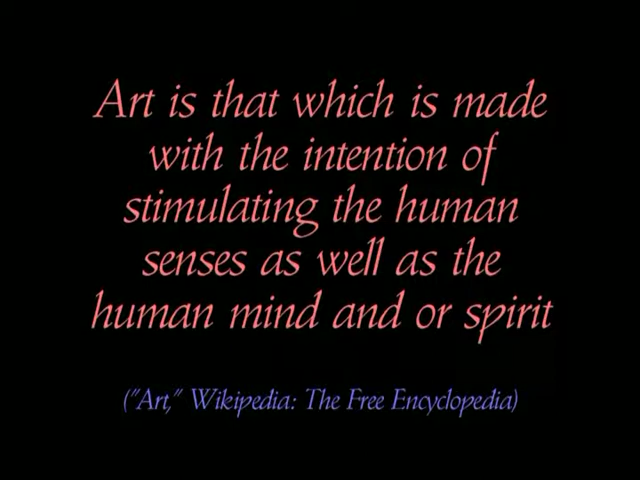 Art is that which is made
with the intention of
stimulating the human
senses as well as the
human mind and or spirit
("Art," Wikipedia: The Free Encyclopedia)